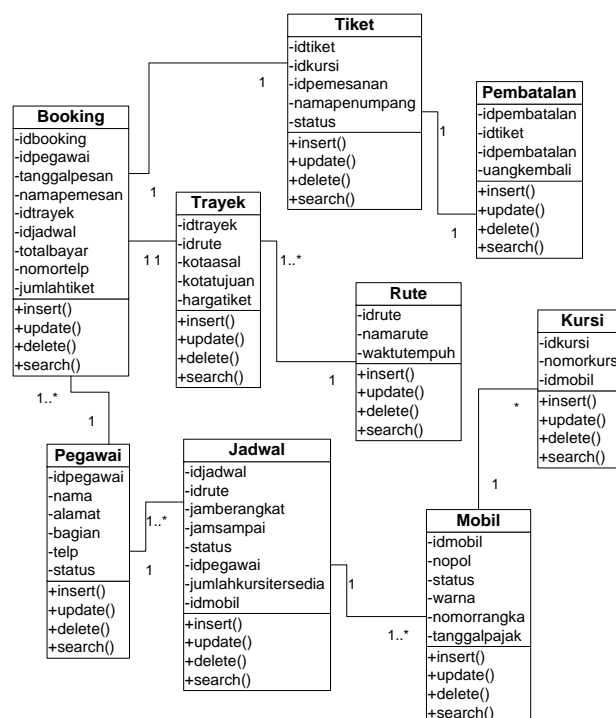 Tiket
-idtiket
-idkursi
-idpemesanan
-namapenumpang
-status
+insert()
+update()
+delete()
+search()
1
1
Booking
-idbooking
-idpegawai
-tanggalpesan
-namapemesan
-idtrayek
-idjadwal
-totalbayar
-nomortelp
-jumlahtiket
+insert()
+update()
+delete()
+search()
Pembatalan
-idpembatalan
-idtiket
-idpembatalan
-uangkembali
+insert()
+update()
+delete()
+search()
1
1
Trayek
-idtrayek
-idrute
-kotaasal
-kotatujuan
-hargatiket
+insert()
+update()
+delete()
+search()
1 1
1..*
1
Rute
-idrute
-namarute
-waktutempuh
+insert()
+update()
+delete()
+search()
Kursi
-idkursi
-nomorkursi
-idmobil
+insert()
+update()
+delete()
+search()
*
1
1..*
1
Pegawai
-idpegawai
-nama
-alamat
-bagian
-telp
-status
+insert()
+update()
+delete()
+search()
1..*
1
Jadwal
-idjadwal
-idrute
-jamberangkat
-jamsampai
-status
-idpegawai
-jumlahkursitersedia
-idmobil
+insert()
+update()
+delete()
+search()
1
1..*
Mobil
-idmobil
-nopol
-status
-warna
-nomorrangka
-tanggalpajak
+insert()
+update()
+delete()
+search()